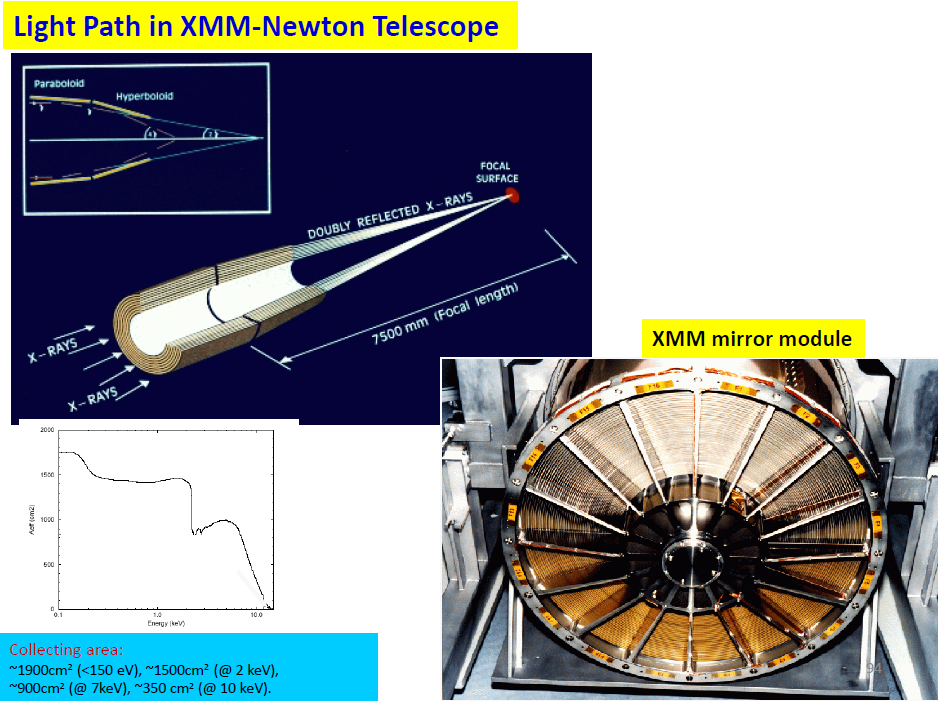 Light Path in XMM-Newton Telescope
Paraboloid
Hyperboloid
FOCAL
SURFACE
DOUBLY REFLECTED X-RAYS
7500 mm (Focal length)
X-RAYS
X-RAYS
XMM mirror module
2000
1500
1000
500
0
Aeff (cm2)
0.1
1.0
10.0
Energy (keV)
Collecting area:
~1900cm² (<150 eV), ~1500cm² (@ 2 keV),
~900cm² (@ 7keV), ~350 cm² (@ 10 keV).
94